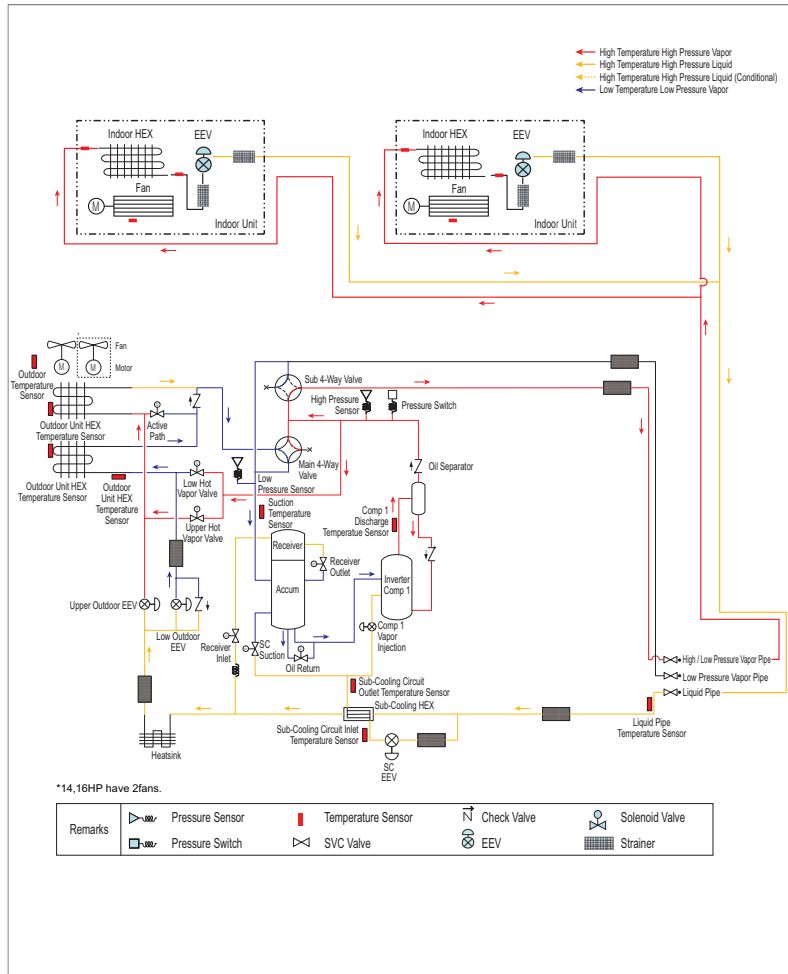 High Temperature High Pressure Vapor
High Temperature High Pressure Liquid
High Temperature High Pressure Liquid (Conditional)
Low Temperature Low Pressure Vapor
Indoor HEX
EEV
Fan
M
Indoor Unit
Indoor HEX
EEV
Fan
M
Indoor Unit
Fan
Motor
M
M
Outdoor
Temperature
Sensor
Sub 4-Way Valve
High Pressure
Sensor
Pressure Switch
Outdoor Unit HEX
Temperature Sensor
Active
Path
Main 4-Way
Valve
Oil Separator
Outdoor Unit HEX
Temperature Sensor
Outdoor
Unit HEX
Temperature
Sensor
Low Hot
Vapor Valve
Low
Pressure Sensor
Suction
Temperature
Sensor
Comp 1
Discharge
Temperatue Sensor
Upper Hot
Vapor Valve
Receiver
Receiver
Outlet
Accum
Inverter
Comp 1
Upper Outdoor EEV
Low Outdoor
EEV
Receiver
Inlet
SC
Suction
Oil Return
Comp 1
Vapor
Injection
High / Low Pressure Vapor Pipe
Low Pressure Vapor Pipe
Liquid Pipe
Sub-Cooling Circuit
Outlet Temperature Sensor
Sub-Cooling HEX
Sub-Cooling Circuit Inlet
Temperature Sensor
Liquid Pipe
Temperature Sensor
Heatsink
SC
EEV
*14,16HP have 2fans.
Remarks
Pressure Sensor
Temperature Sensor
Check Valve
Solenoid Valve
Pressure Switch
SVC Valve
EEV
Strainer